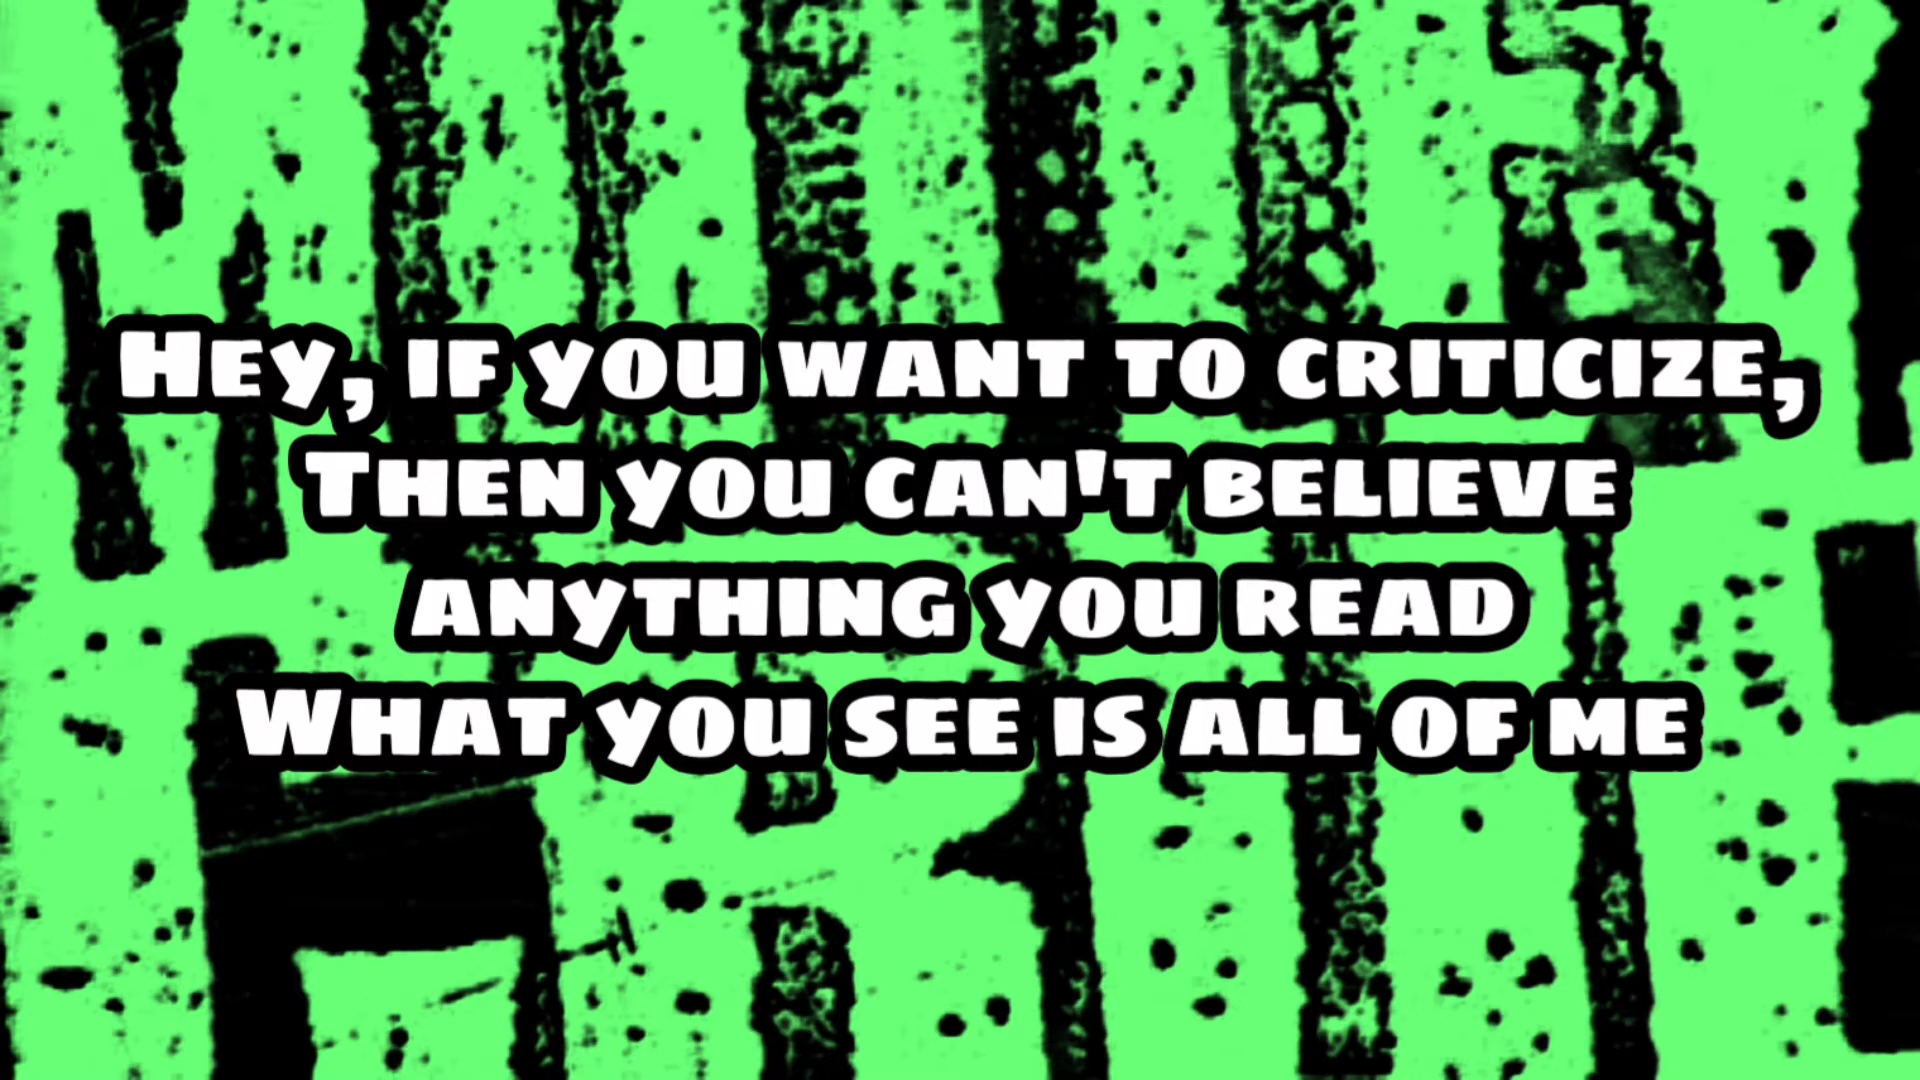 Hey, if you want to criticize,
Then you can't believe
anything you read
What you see is all of me